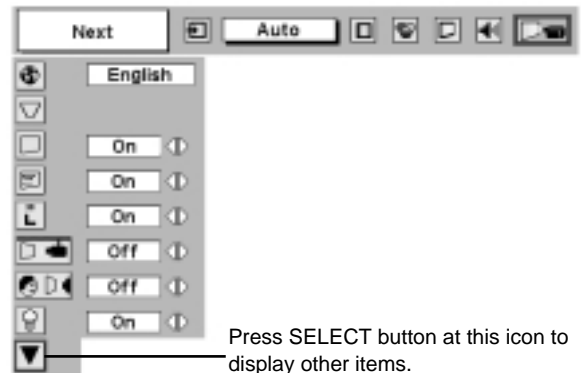 Next
Auto
English
On
On
On
Off
Off
On
Press SELECT button at this icon to
display other items.